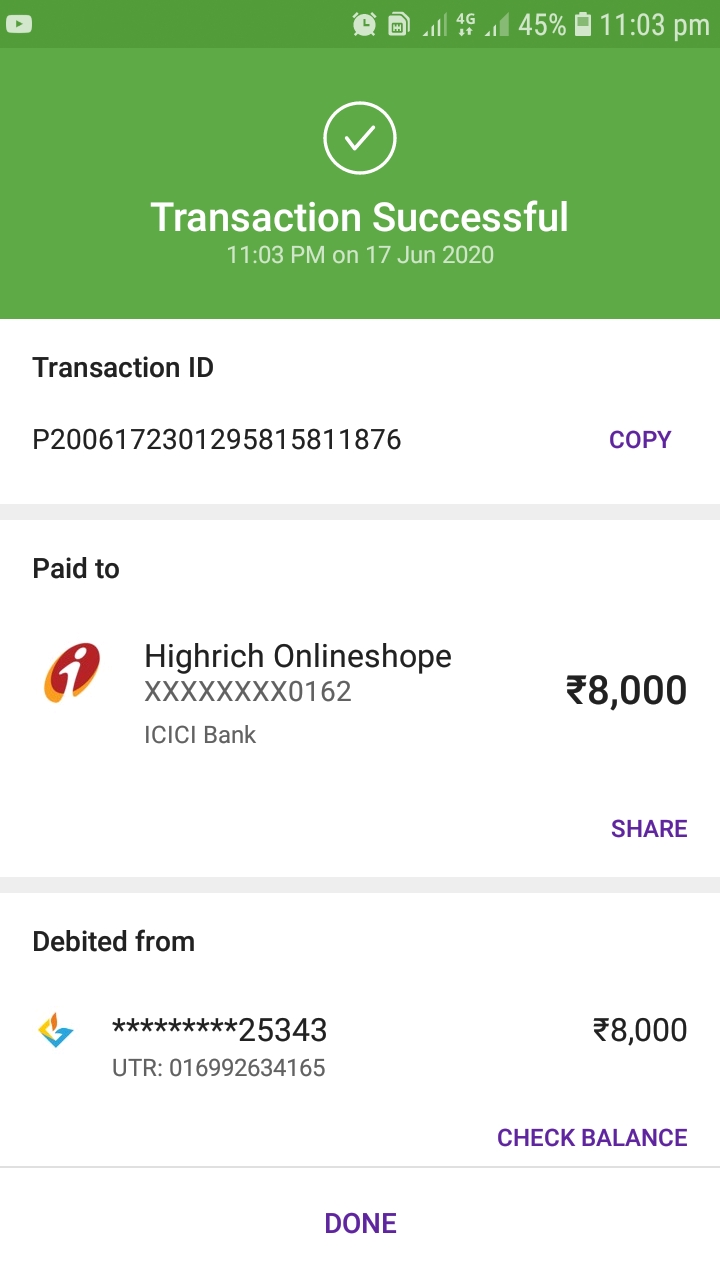 4G 45% 11:03 pm
Transaction Successful
11:03 PM on 17 Jun 2020
Transaction ID
P2006172301295815811876 COPY
Paid to
Highrich Onlineshope
XXXXXXXX0162
₹8,000
ICICI Bank
SHARE
Debited from
*********25343 ₹8,000
UTR: 016992634165
CHECK BALANCE
DONE